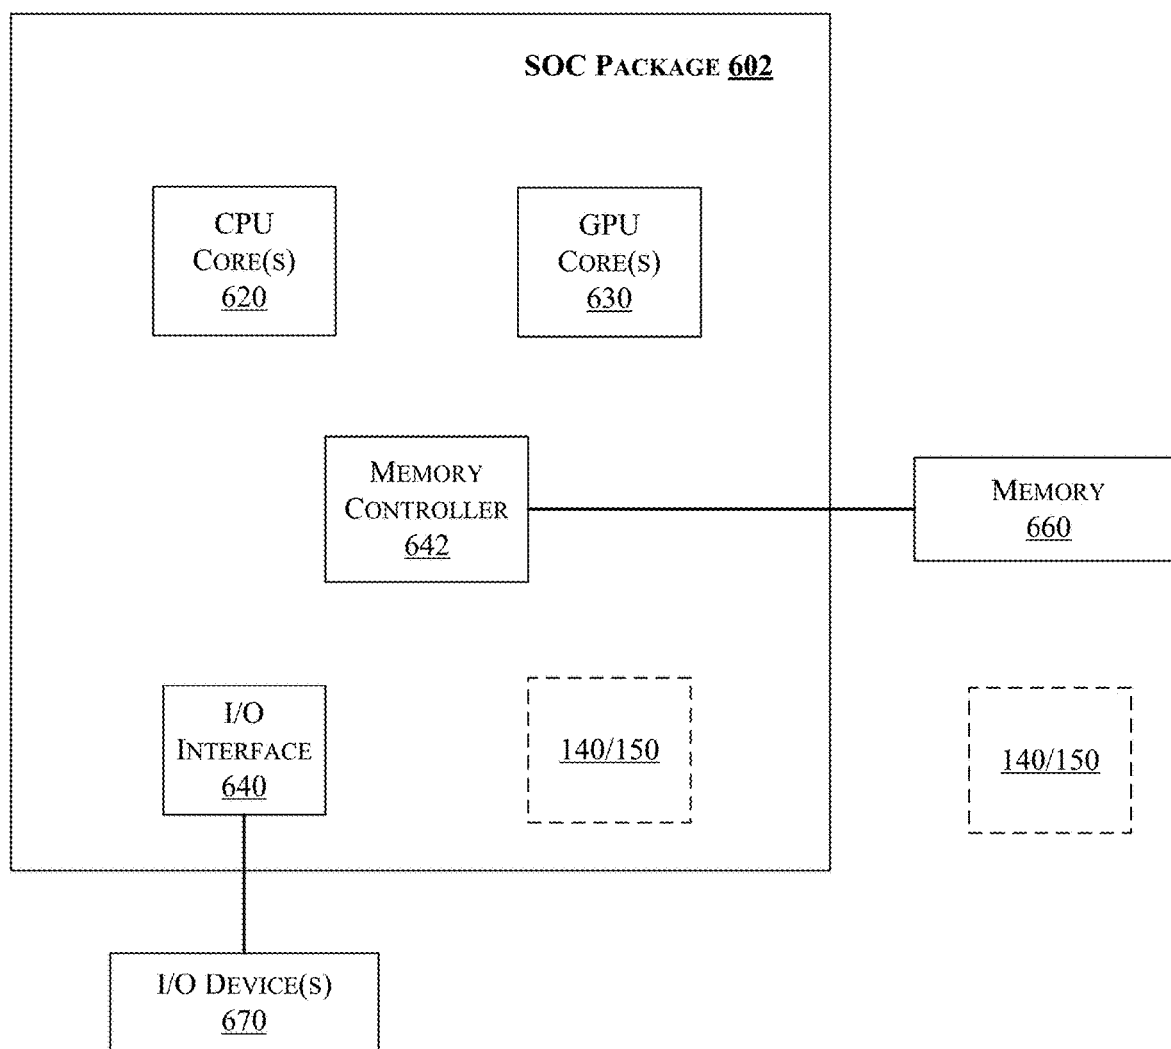 SOC PACKAGE 602
CPU
CORE(S)
620
GPU
CORE(S)
630
MEMORY
CONTROLLER
642
MEMORY
660
I/O
INTERFACE
640
140/150
140/150
I/O DEVICE(S)
670